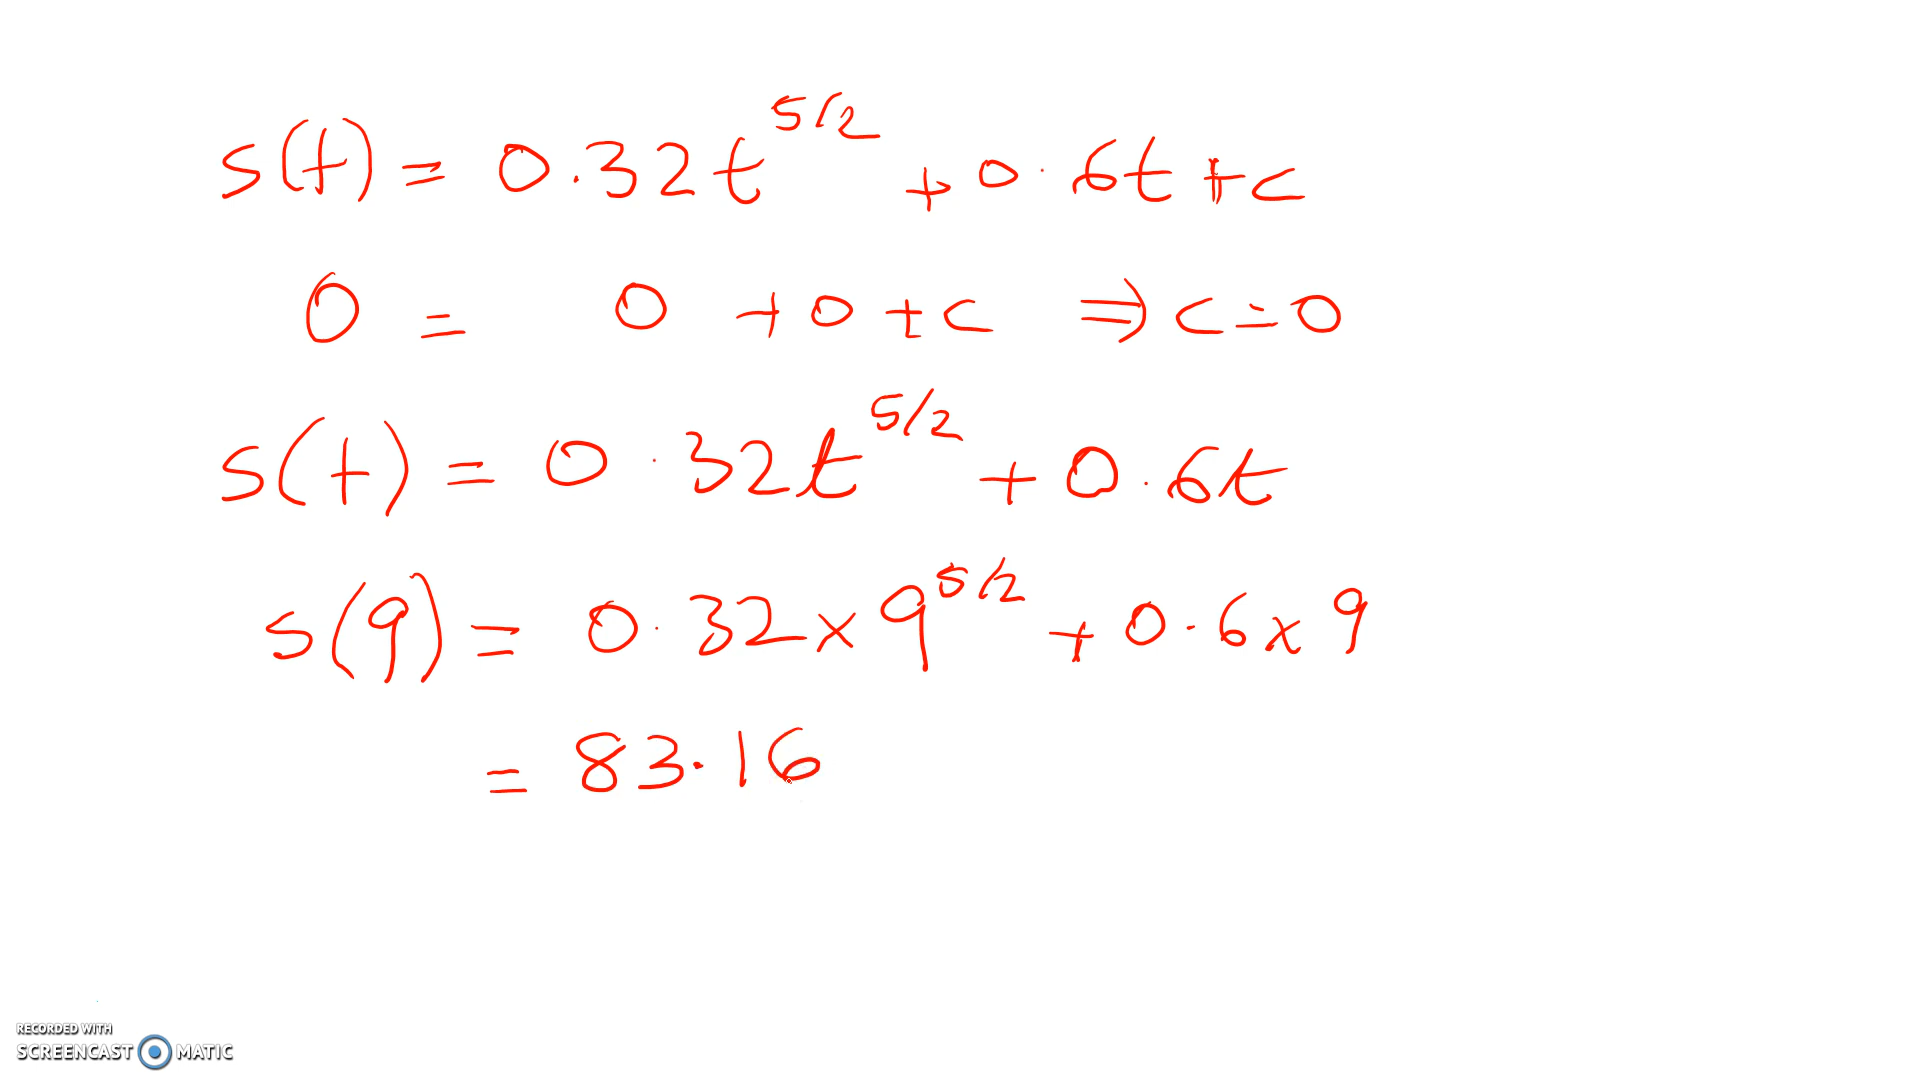 s(t) = 0.32t^5/2 + 0.6t + c
0 = 0 + 0 + c ⇒ c = 0
s(t) = 0.32t^5/2 + 0.6t
s(9) = 0.32 × 9^5/2 + 0.6 × 9
= 83.16
RECORDED WITH
SCREENCAST MATIC